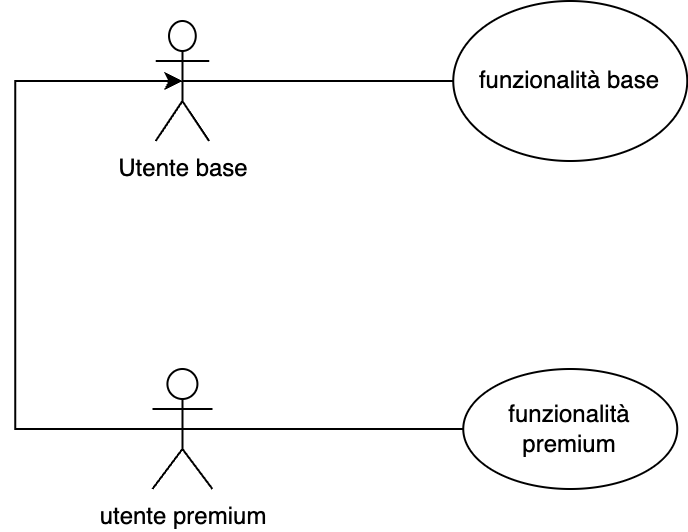 funzionalità base
Utente base
funzionalità
premium
utente premium